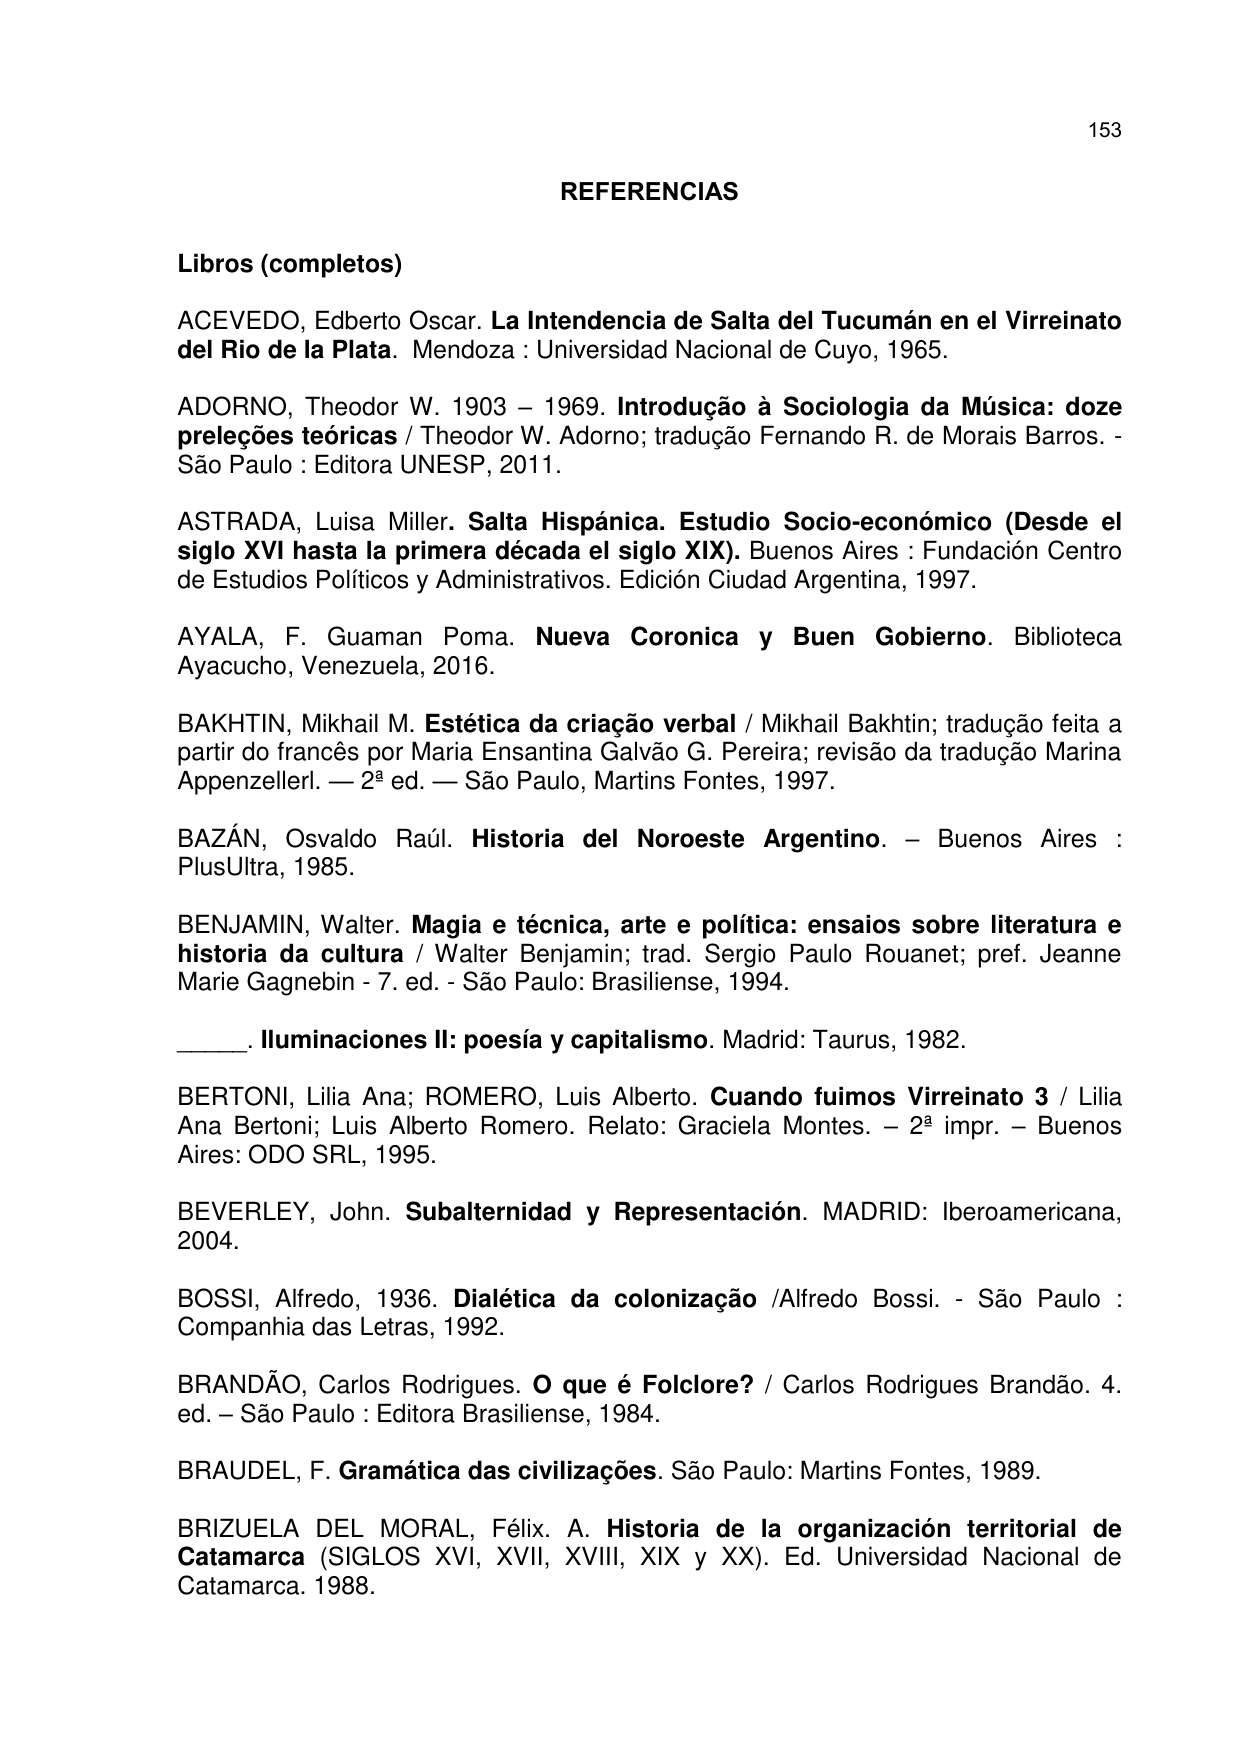 153
REFERENCIAS
Libros (completos)
ACEVEDO, Edberto Oscar. La Intendencia de Salta del Tucumán en el Virreinato
del Rio de la Plata.  Mendoza : Universidad Nacional de Cuyo, 1965.
ADORNO, Theodor W. 1903 – 1969. Introdução à Sociologia da Música: doze
preleções teóricas / Theodor W. Adorno; tradução Fernando R. de Morais Barros. -
São Paulo : Editora UNESP, 2011.
ASTRADA, Luisa Miller. Salta Hispánica. Estudio Socio-económico (Desde el
siglo XVI hasta la primera década el siglo XIX). Buenos Aires : Fundación Centro
de Estudios Políticos y Administrativos. Edición Ciudad Argentina, 1997.
AYALA, F. Guaman Poma. Nueva Coronica y Buen Gobierno. Biblioteca
Ayacucho, Venezuela, 2016.
BAKHTIN, Mikhail M. Estética da criação verbal / Mikhail Bakhtin; tradução feita a
partir do francês por Maria Ensantina Galvão G. Pereira; revisão da tradução Marina
Appenzellerl. — 2ª ed. — São Paulo, Martins Fontes, 1997.
BAZÁN, Osvaldo Raúl. Historia del Noroeste Argentino. – Buenos Aires :
PlusUltra, 1985.
BENJAMIN, Walter. Magia e técnica, arte e política: ensaios sobre literatura e
historia da cultura / Walter Benjamin; trad. Sergio Paulo Rouanet; pref. Jeanne
Marie Gagnebin - 7. ed. - São Paulo: Brasiliense, 1994.
_____. Iluminaciones II: poesía y capitalismo. Madrid: Taurus, 1982.
BERTONI, Lilia Ana; ROMERO, Luis Alberto. Cuando fuimos Virreinato 3 / Lilia
Ana Bertoni; Luis Alberto Romero. Relato: Graciela Montes. – 2ª impr. – Buenos
Aires: ODO SRL, 1995.
BEVERLEY, John. Subalternidad y Representación. MADRID: Iberoamericana,
2004.
BOSSI, Alfredo, 1936. Dialética da colonização /Alfredo Bossi. - São Paulo :
Companhia das Letras, 1992.
BRANDÃO, Carlos Rodrigues. O que é Folclore? / Carlos Rodrigues Brandão. 4.
ed. – São Paulo : Editora Brasiliense, 1984.
BRAUDEL, F. Gramática das civilizações. São Paulo: Martins Fontes, 1989.
BRIZUELA DEL MORAL, Félix. A. Historia de la organización territorial de
Catamarca (SIGLOS XVI, XVII, XVIII, XIX y XX). Ed. Universidad Nacional de
Catamarca. 1988.